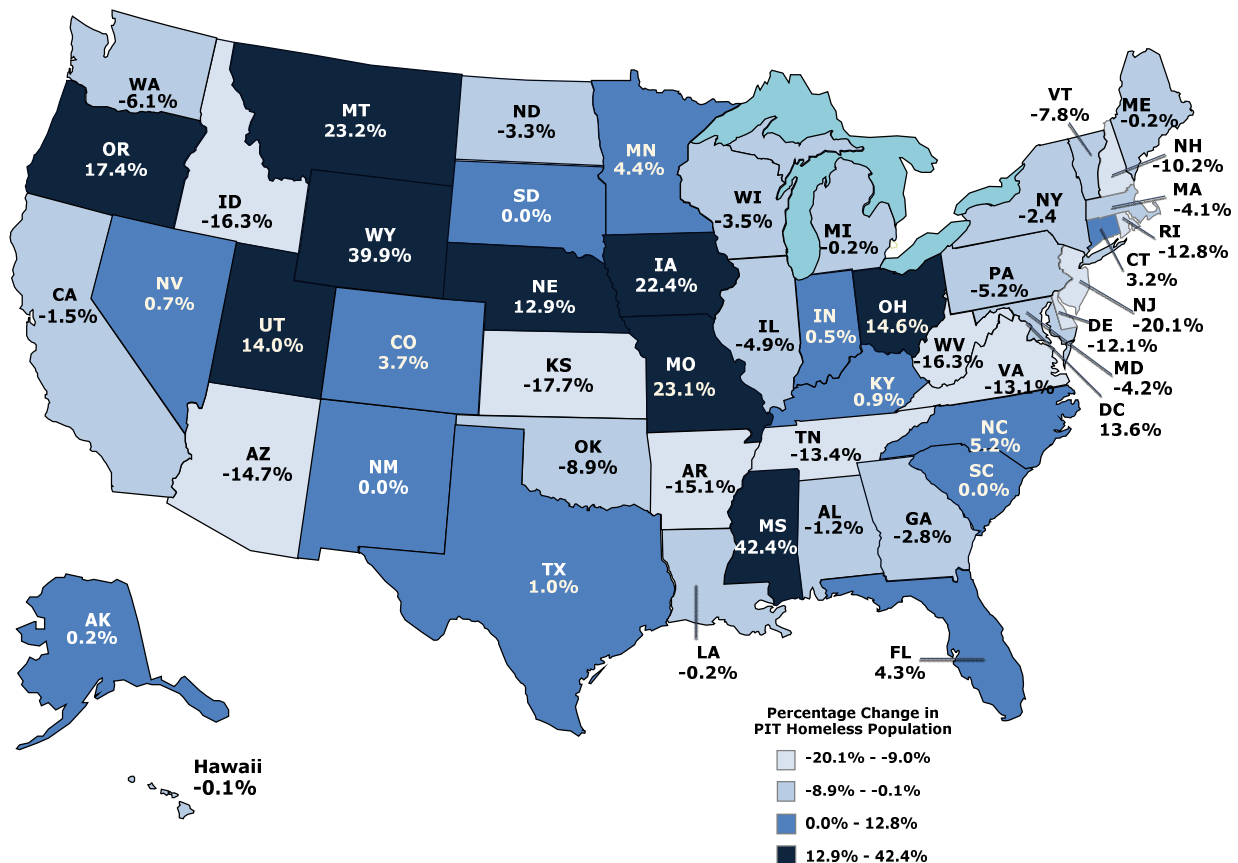 WA
-6.1%
MT
23.2%
ND
-3.3%
MN
4.4%
VT
-7.8%
ME
-0.2%
NH
-10.2%
OR
17.4%
ID
-16.3%
SD
0.0%
WI
-3.5%
MI
-0.2%
NY
-2.4
MA
-4.1%
RI
-12.8%
CT
3.2%
WY
39.9%
NE
12.9%
IA
22.4%
PA
-5.2%
NJ
-20.1%
CA
-1.5%
NV
0.7%
UT
14.0%
CO
3.7%
KS
-17.7%
MO
23.1%
IL
-4.9%
IN
0.5%
OH
14.6%
WV
-16.3%
DE
-12.1%
VA
-13.1%
MD
-4.2%
DC
13.6%
KY
0.9%
AZ
-14.7%
NM
0.0%
OK
-8.9%
AR
-15.1%
TN
-13.4%
NC
5.2%
SC
0.0%
MS
42.4%
AL
-1.2%
GA
-2.8%
TX
1.0%
AK
0.2%
LA
-0.2%
FL
4.3%
Hawaii
-0.1%
Percentage Change in
PIT Homeless Population
-20.1% - -9.0%
-8.9% - -0.1%
0.0% - 12.8%
12.9% - 42.4%